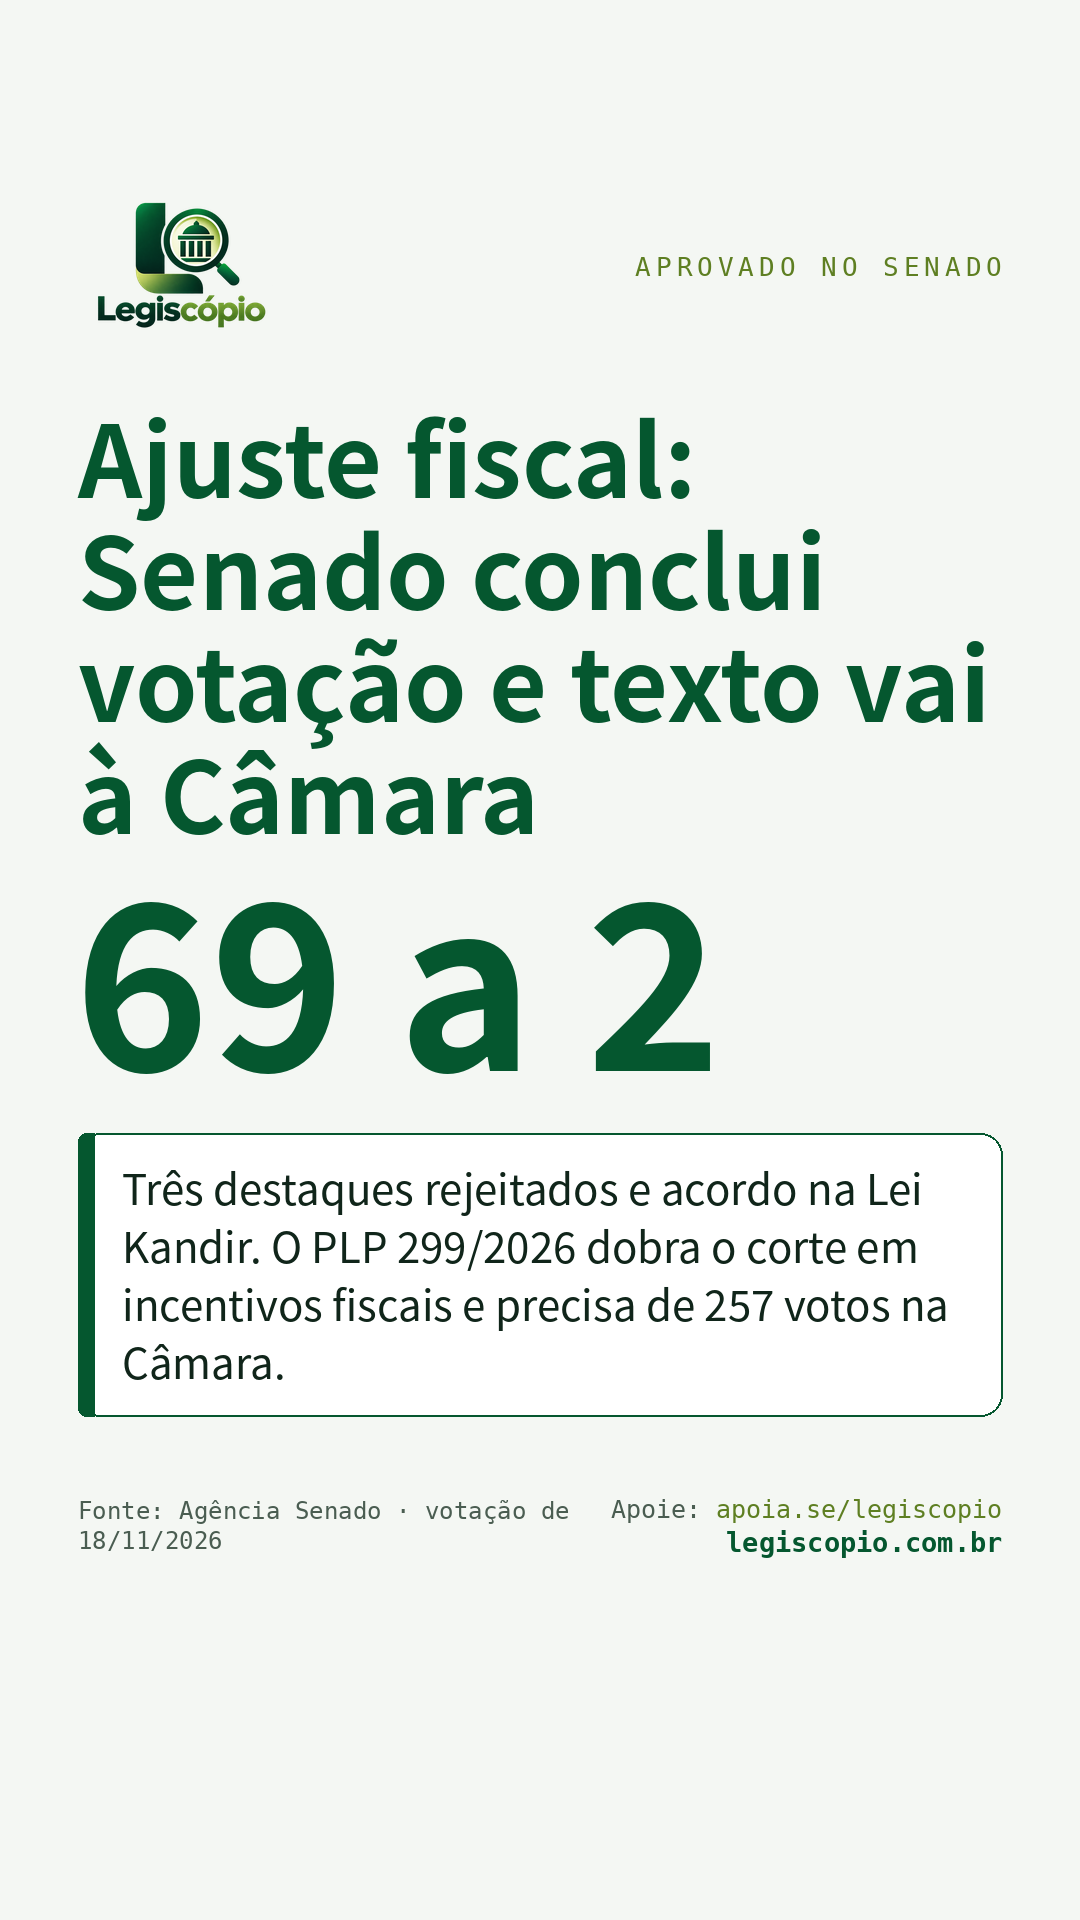 Legiscópio
APROVADO NO SENADO
Ajuste fiscal:
Senado conclui
votação e texto vai
à Câmara
69 a 2
Três destaques rejeitados e acordo na Lei
Kandir. O PLP 299/2026 dobra o corte em
incentivos fiscais e precisa de 257 votos na
Câmara.
Fonte: Agência Senado · votação de
18/11/2026
Apoie: apoia.se/legiscopio
legiscopio.com.br